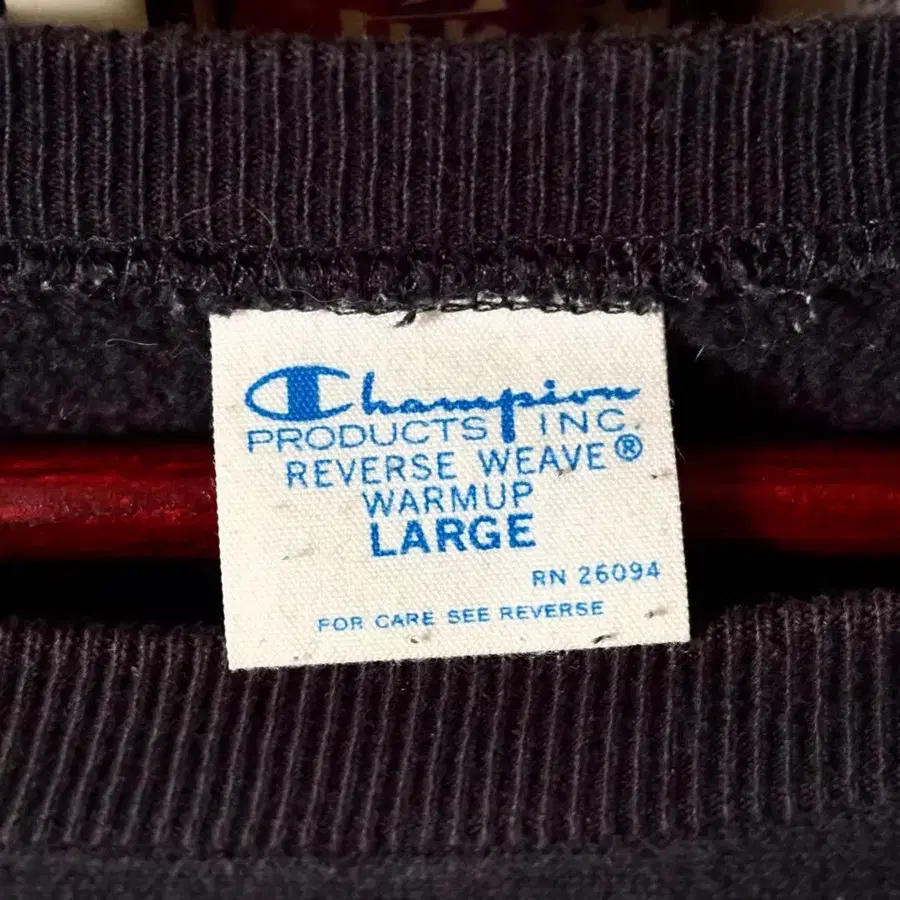 Champion
PRODUCTS INC.
REVERSE WEAVE®
WARMUP
LARGE
RN 26094
FOR CARE SEE REVERSE